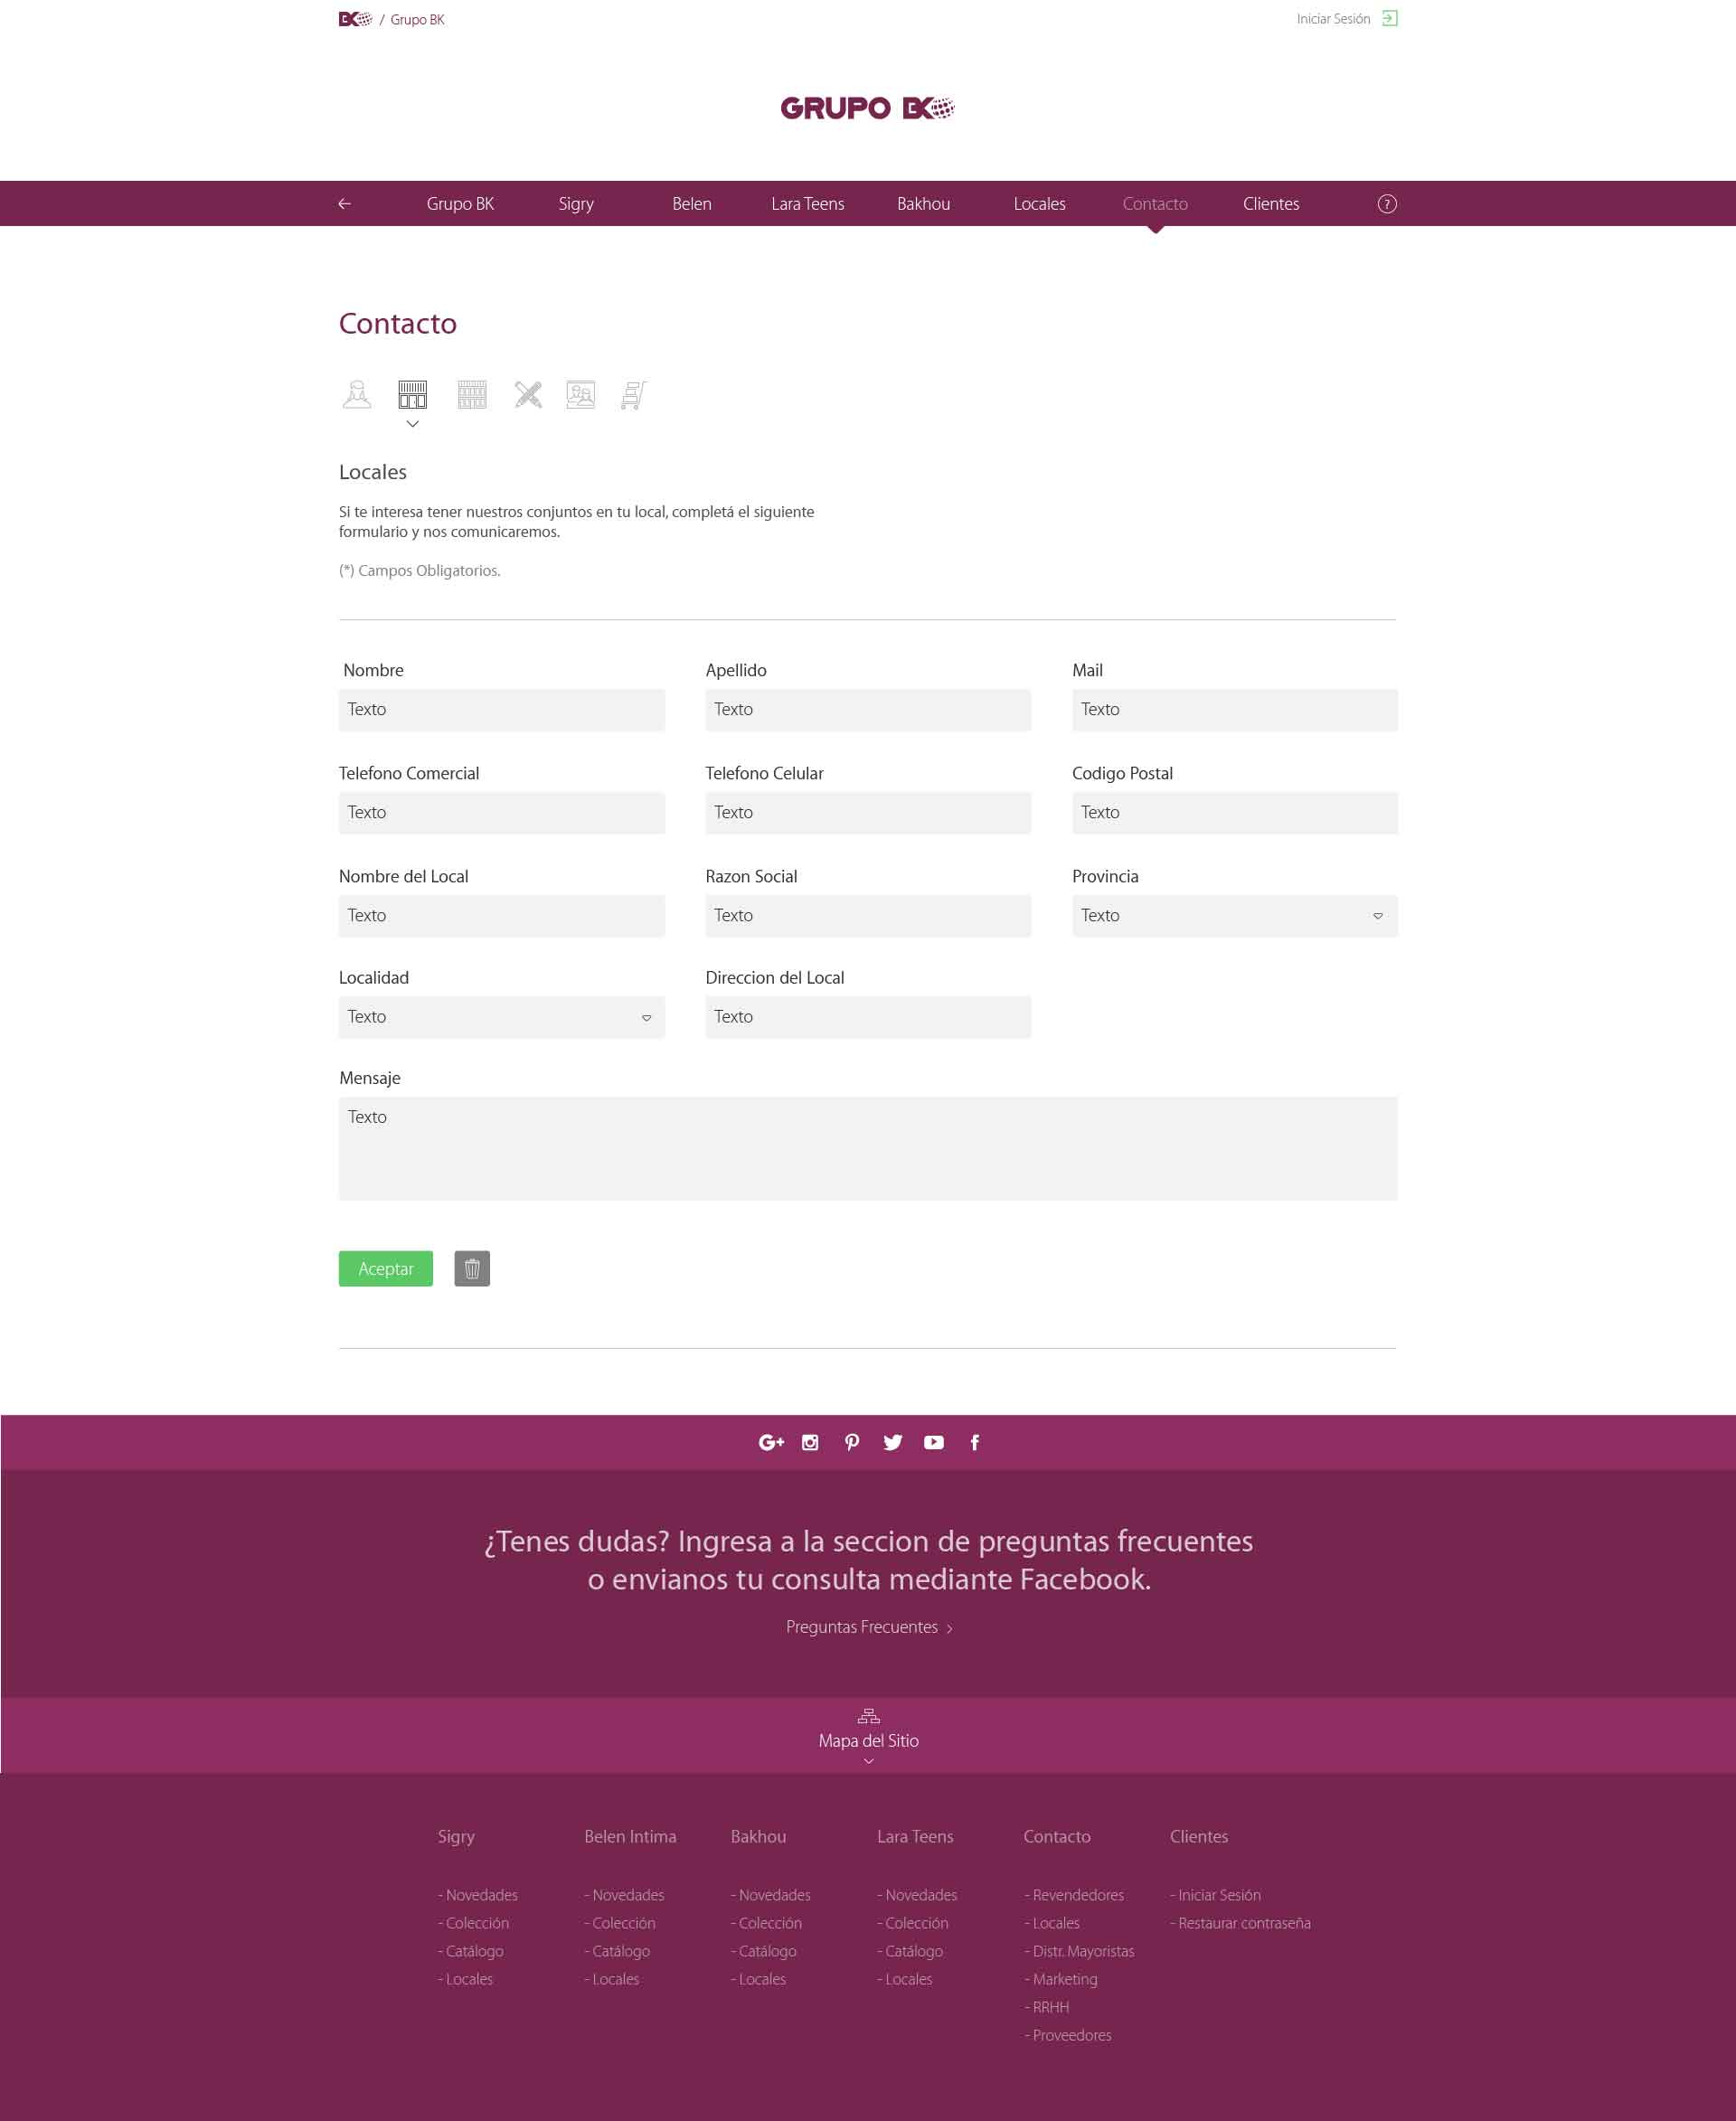 BK / Grupo BK
Iniciar Sesión
GRUPO BK
Grupo BK Sigry Belen Lara Teens Bakhou Locales Contacto Clientes ?
Contacto
Locales
Si te interesa tener nuestros conjuntos en tu local, completá el siguiente
formulario y nos comunicaremos.
(*) Campos Obligatorios.
Nombre Apellido Mail
Texto Texto Texto
Telefono Comercial Telefono Celular Codigo Postal
Texto Texto Texto
Nombre del Local Razon Social Provincia
Texto Texto Texto
Localidad Direccion del Local
Texto Texto
Mensaje
Texto
Aceptar
¿Tenes dudas? Ingresa a la seccion de preguntas frecuentes
o envianos tu consulta mediante Facebook.
Preguntas Frecuentes >
Mapa del Sitio
Sigry Belen Intima Bakhou Lara Teens Contacto Clientes
- Novedades - Novedades - Novedades - Novedades - Revendedores - Iniciar Sesión
- Colección - Colección - Colección - Colección - Locales - Restaurar contraseña
- Catálogo - Catálogo - Catálogo - Catálogo - Distr. Mayoristas
- Locales - Locales - Locales - Locales - Marketing
- RRHH
- Proveedores